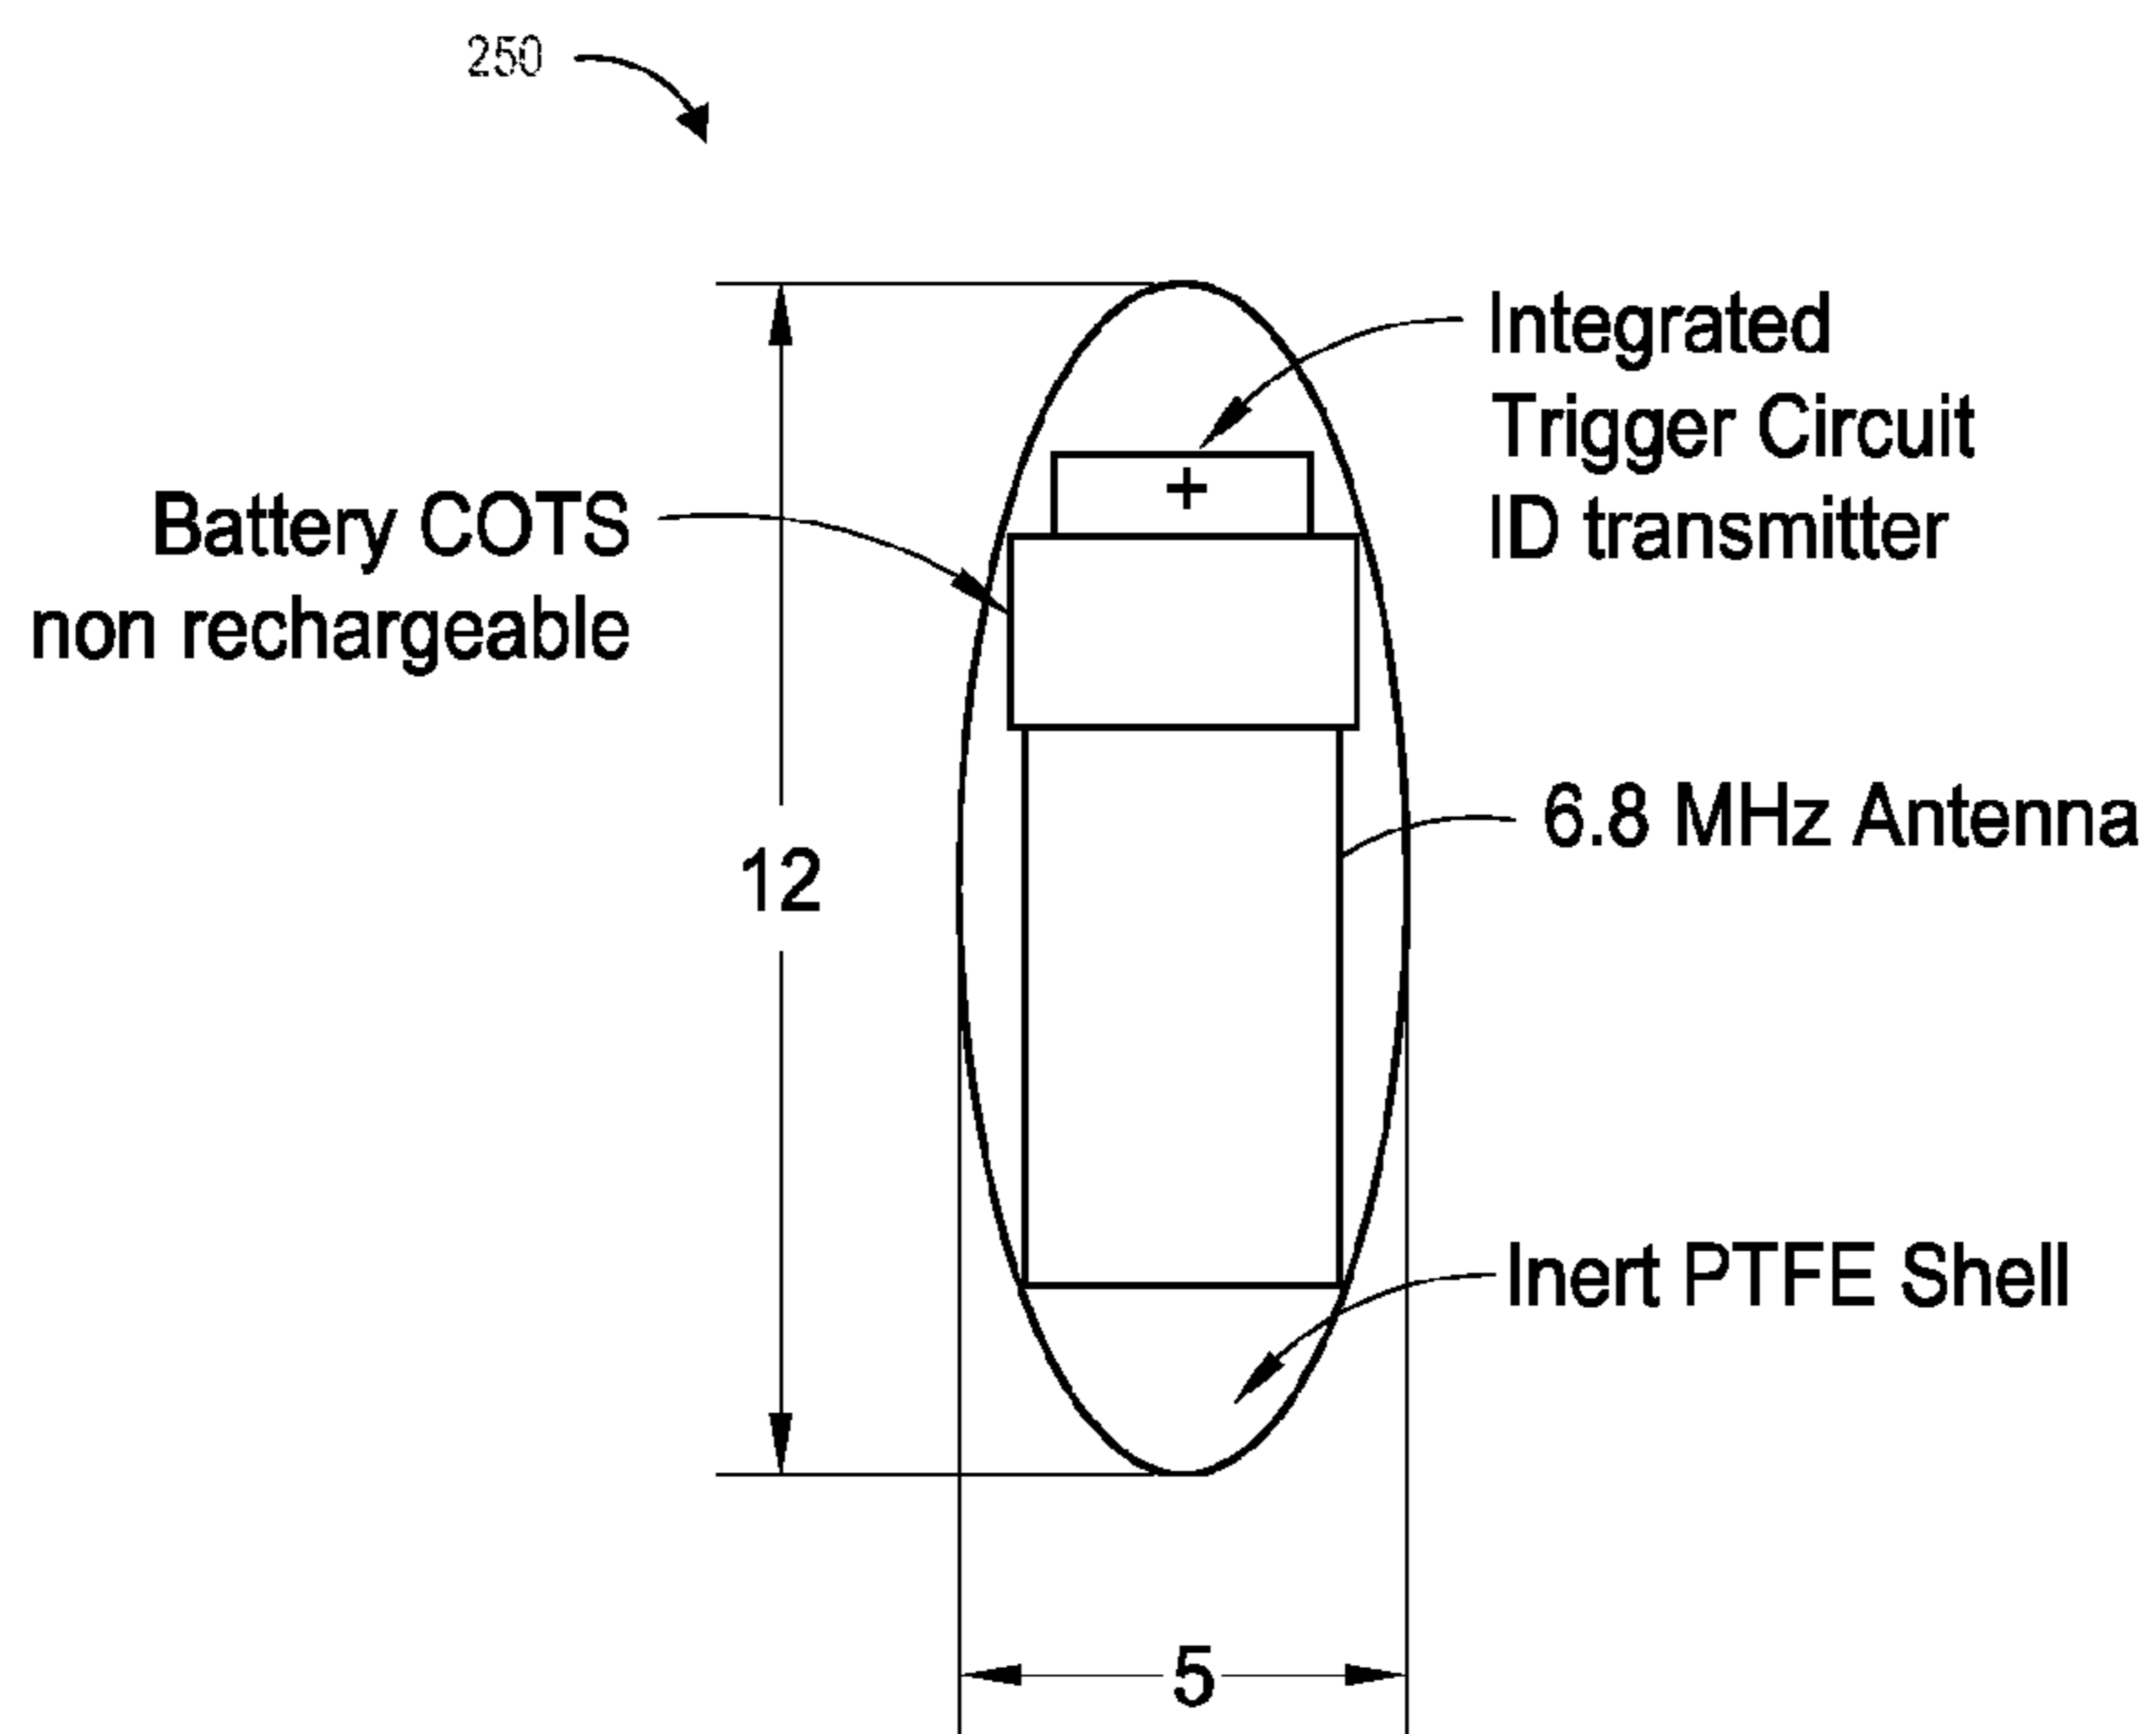 250
Integrated
Trigger Circuit
ID transmitter
+
Battery COTS
non rechargeable
6.8 MHz Antenna
12
Inert PTFE Shell
5